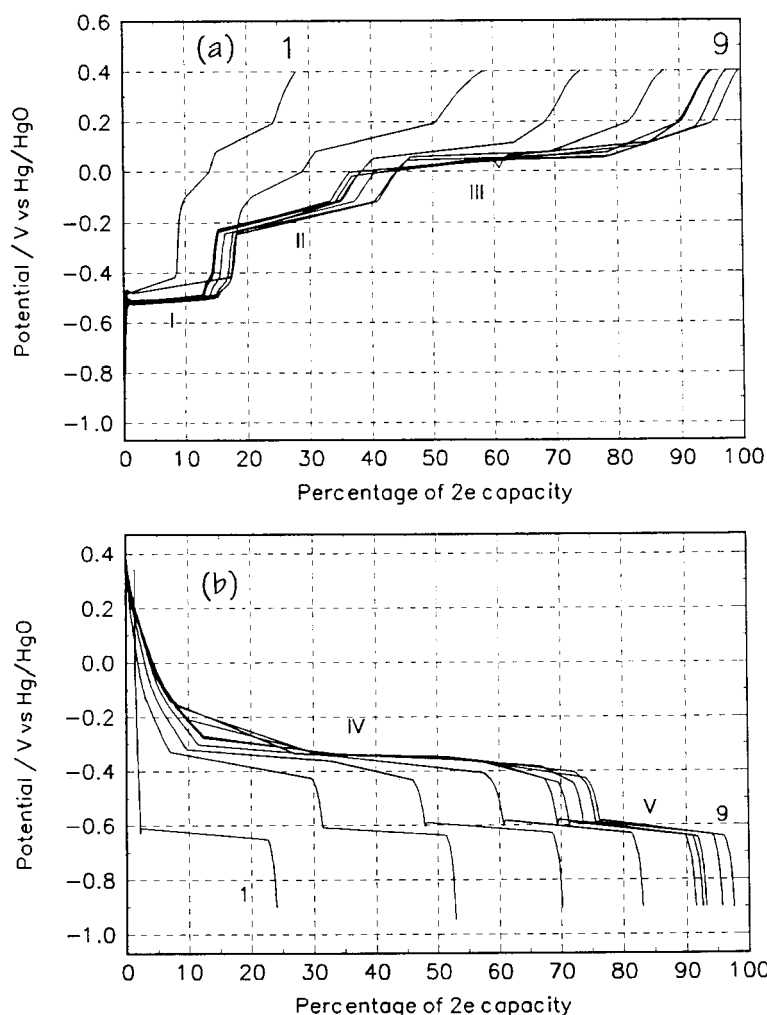 0.6
(a)
1
9
0.4
0.2
0.0
III
-0.2
II
-0.4
I
-0.6
-0.8
-1.0
Potential / V vs Hg/HgO
0 10 20 30 40 50 60 70 80 90 100
Percentage of 2e capacity
0.4
(b)
0.2
0.0
-0.2
IV
-0.4
V
-0.6
9
-0.8
1
-1.0
Potential / V vs Hg/HgO
0 10 20 30 40 50 60 70 80 90 100
Percentage of 2e capacity